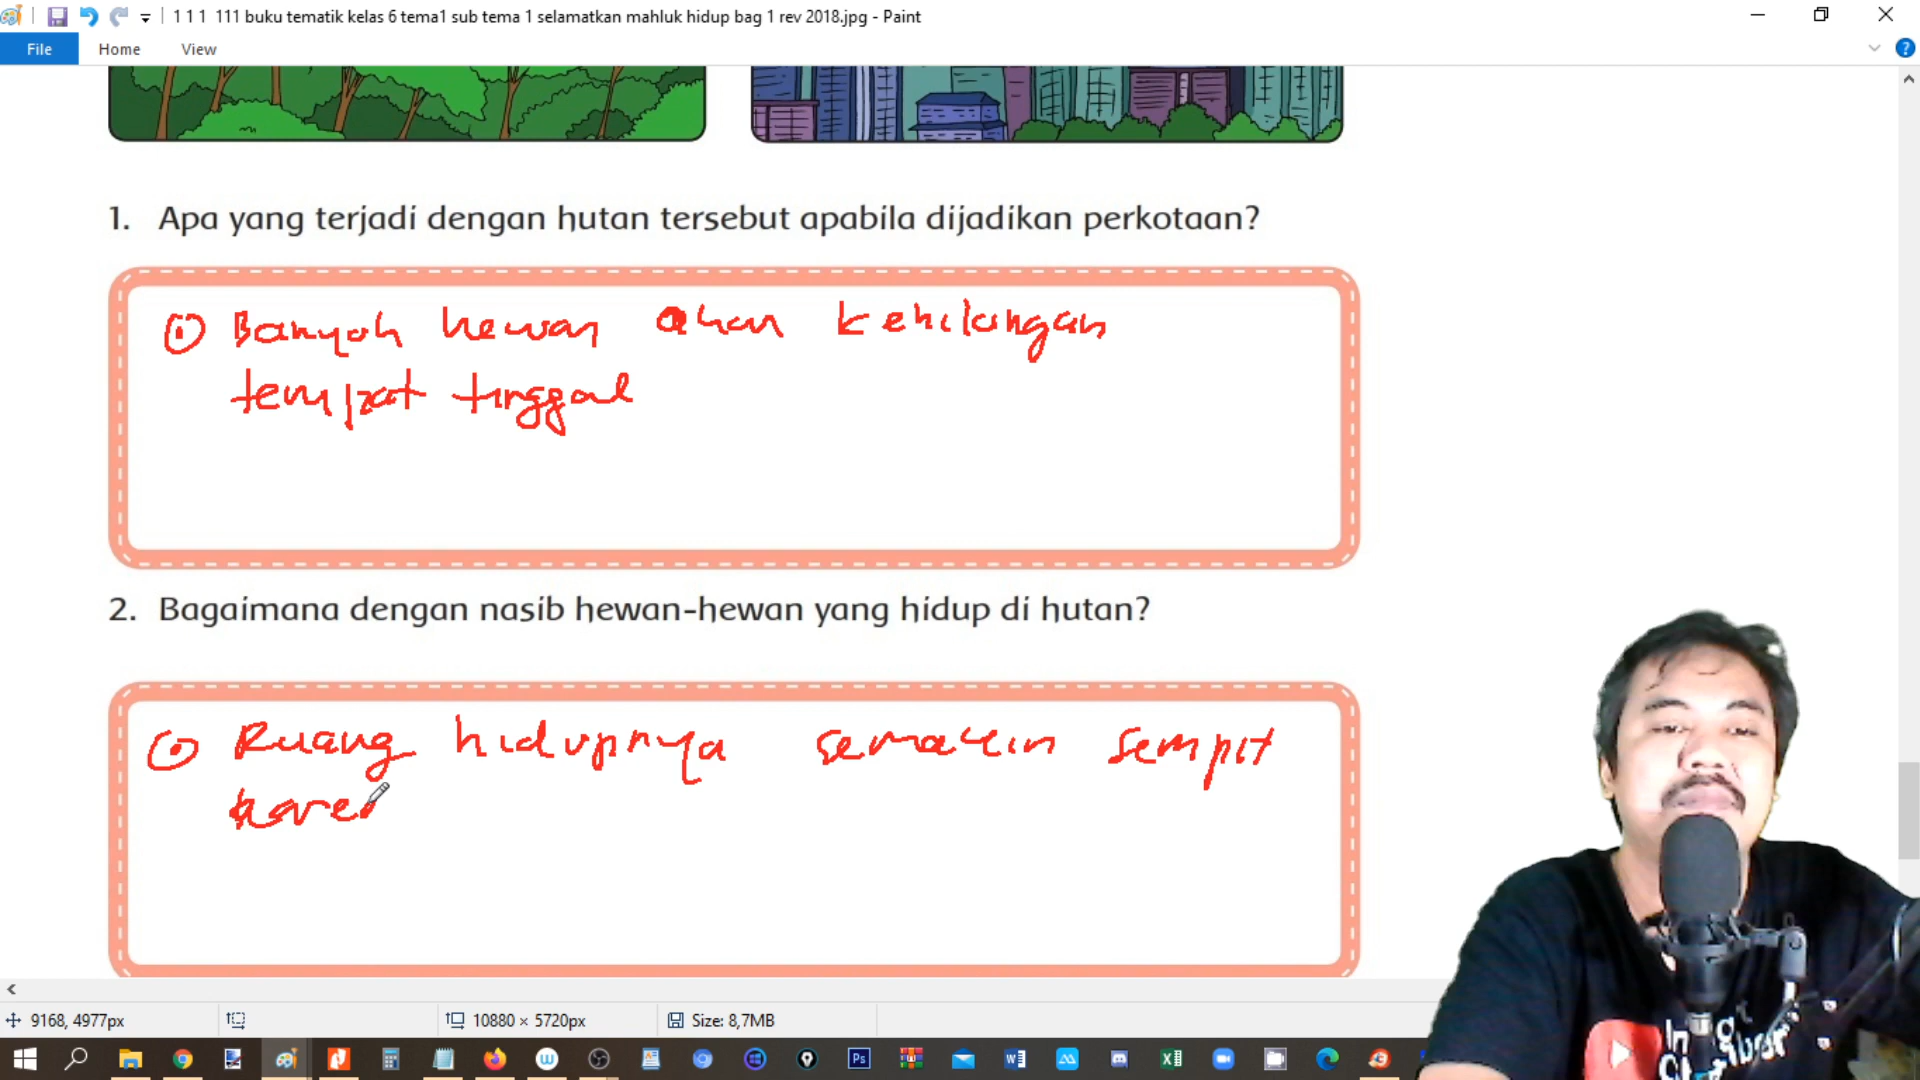 1 1 1 111 buku tematik kelas 6 tema1 sub tema 1 selamatkan mahluk hidup bag 1 rev 2018.jpg - Paint
File Home View
1. Apa yang terjadi dengan hutan tersebut apabila dijadikan perkotaan?
Banyak hewan akan kehilangan
tempat tinggal
2. Bagaimana dengan nasib hewan-hewan yang hidup di hutan?
Ruang hidupnya semakin sempit
kare
9168, 4977px
10880 × 5720px
Size: 8,7MB